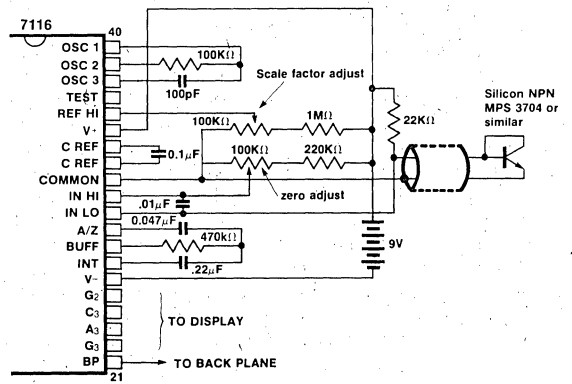 7116
40
OSC 1
OSC 2
OSC 3
TEST
REF HI
V+
C REF
C REF
COMMON
IN HI
IN LO
A/Z
BUFF
INT
V-
G2
C3
A3
G3
BP
21
100KΩ
100pF
Scale factor adjust
100KΩ
1MΩ
22KΩ
0.1μF
100KΩ
220KΩ
zero adjust
.01μF
0.047μF
470kΩ
.22μF
9V
Silicon NPN
MPS 3704 or
similar
TO DISPLAY
TO BACK PLANE